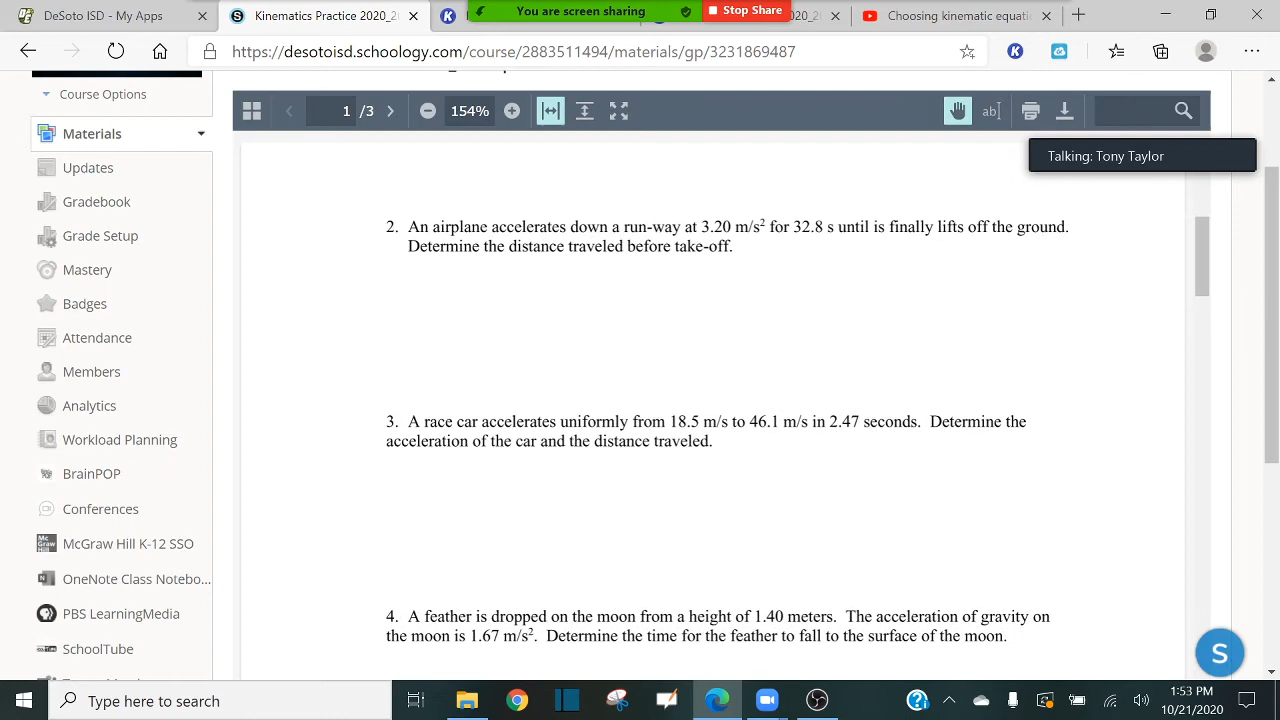 DeSoto ISD - My Apps
Kinematics Practice 2020_2
You are screen sharing
Stop Share
20_20
Choosing kinematic equatio
https://desotoisd.schoology.com/course/2883511494/materials/gp/3231869487
Course Options
1 /3
154%
Talking: Tony Taylor
Materials
Updates
Gradebook
Grade Setup
Mastery
Badges
Attendance
Members
Analytics
Workload Planning
BrainPOP
Conferences
McGraw Hill K-12 SSO
OneNote Class Notebo...
PBS LearningMedia
SchoolTube
2. An airplane accelerates down a run-way at 3.20 m/s² for 32.8 s until is finally lifts off the ground.
Determine the distance traveled before take-off.
3. A race car accelerates uniformly from 18.5 m/s to 46.1 m/s in 2.47 seconds. Determine the
acceleration of the car and the distance traveled.
4. A feather is dropped on the moon from a height of 1.40 meters. The acceleration of gravity on
the moon is 1.67 m/s². Determine the time for the feather to fall to the surface of the moon.
S
Type here to search
1:53 PM
10/21/2020